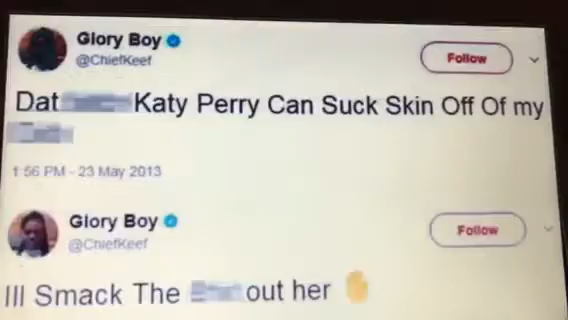 Glory Boy
@ChiefKeef
Follow
Dat Katy Perry Can Suck Skin Off Of my
1:56 PM - 23 May 2013
Glory Boy
@ChiefKeef
Follow
Ill Smack The out her ✋